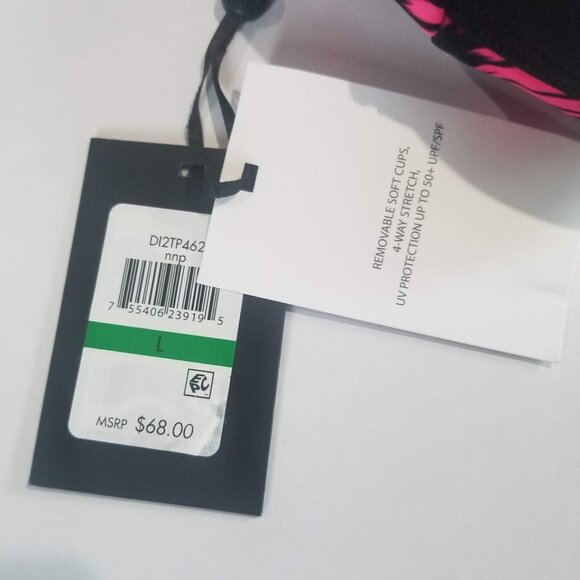 DI2TP462
nnp
7 55406 23919 5
L
EPC
MSRP $68.00
REMOVABLE SOFT CUPS,
4-WAY STRETCH,
UV PROTECTION UP TO 50+ UPF/SPF